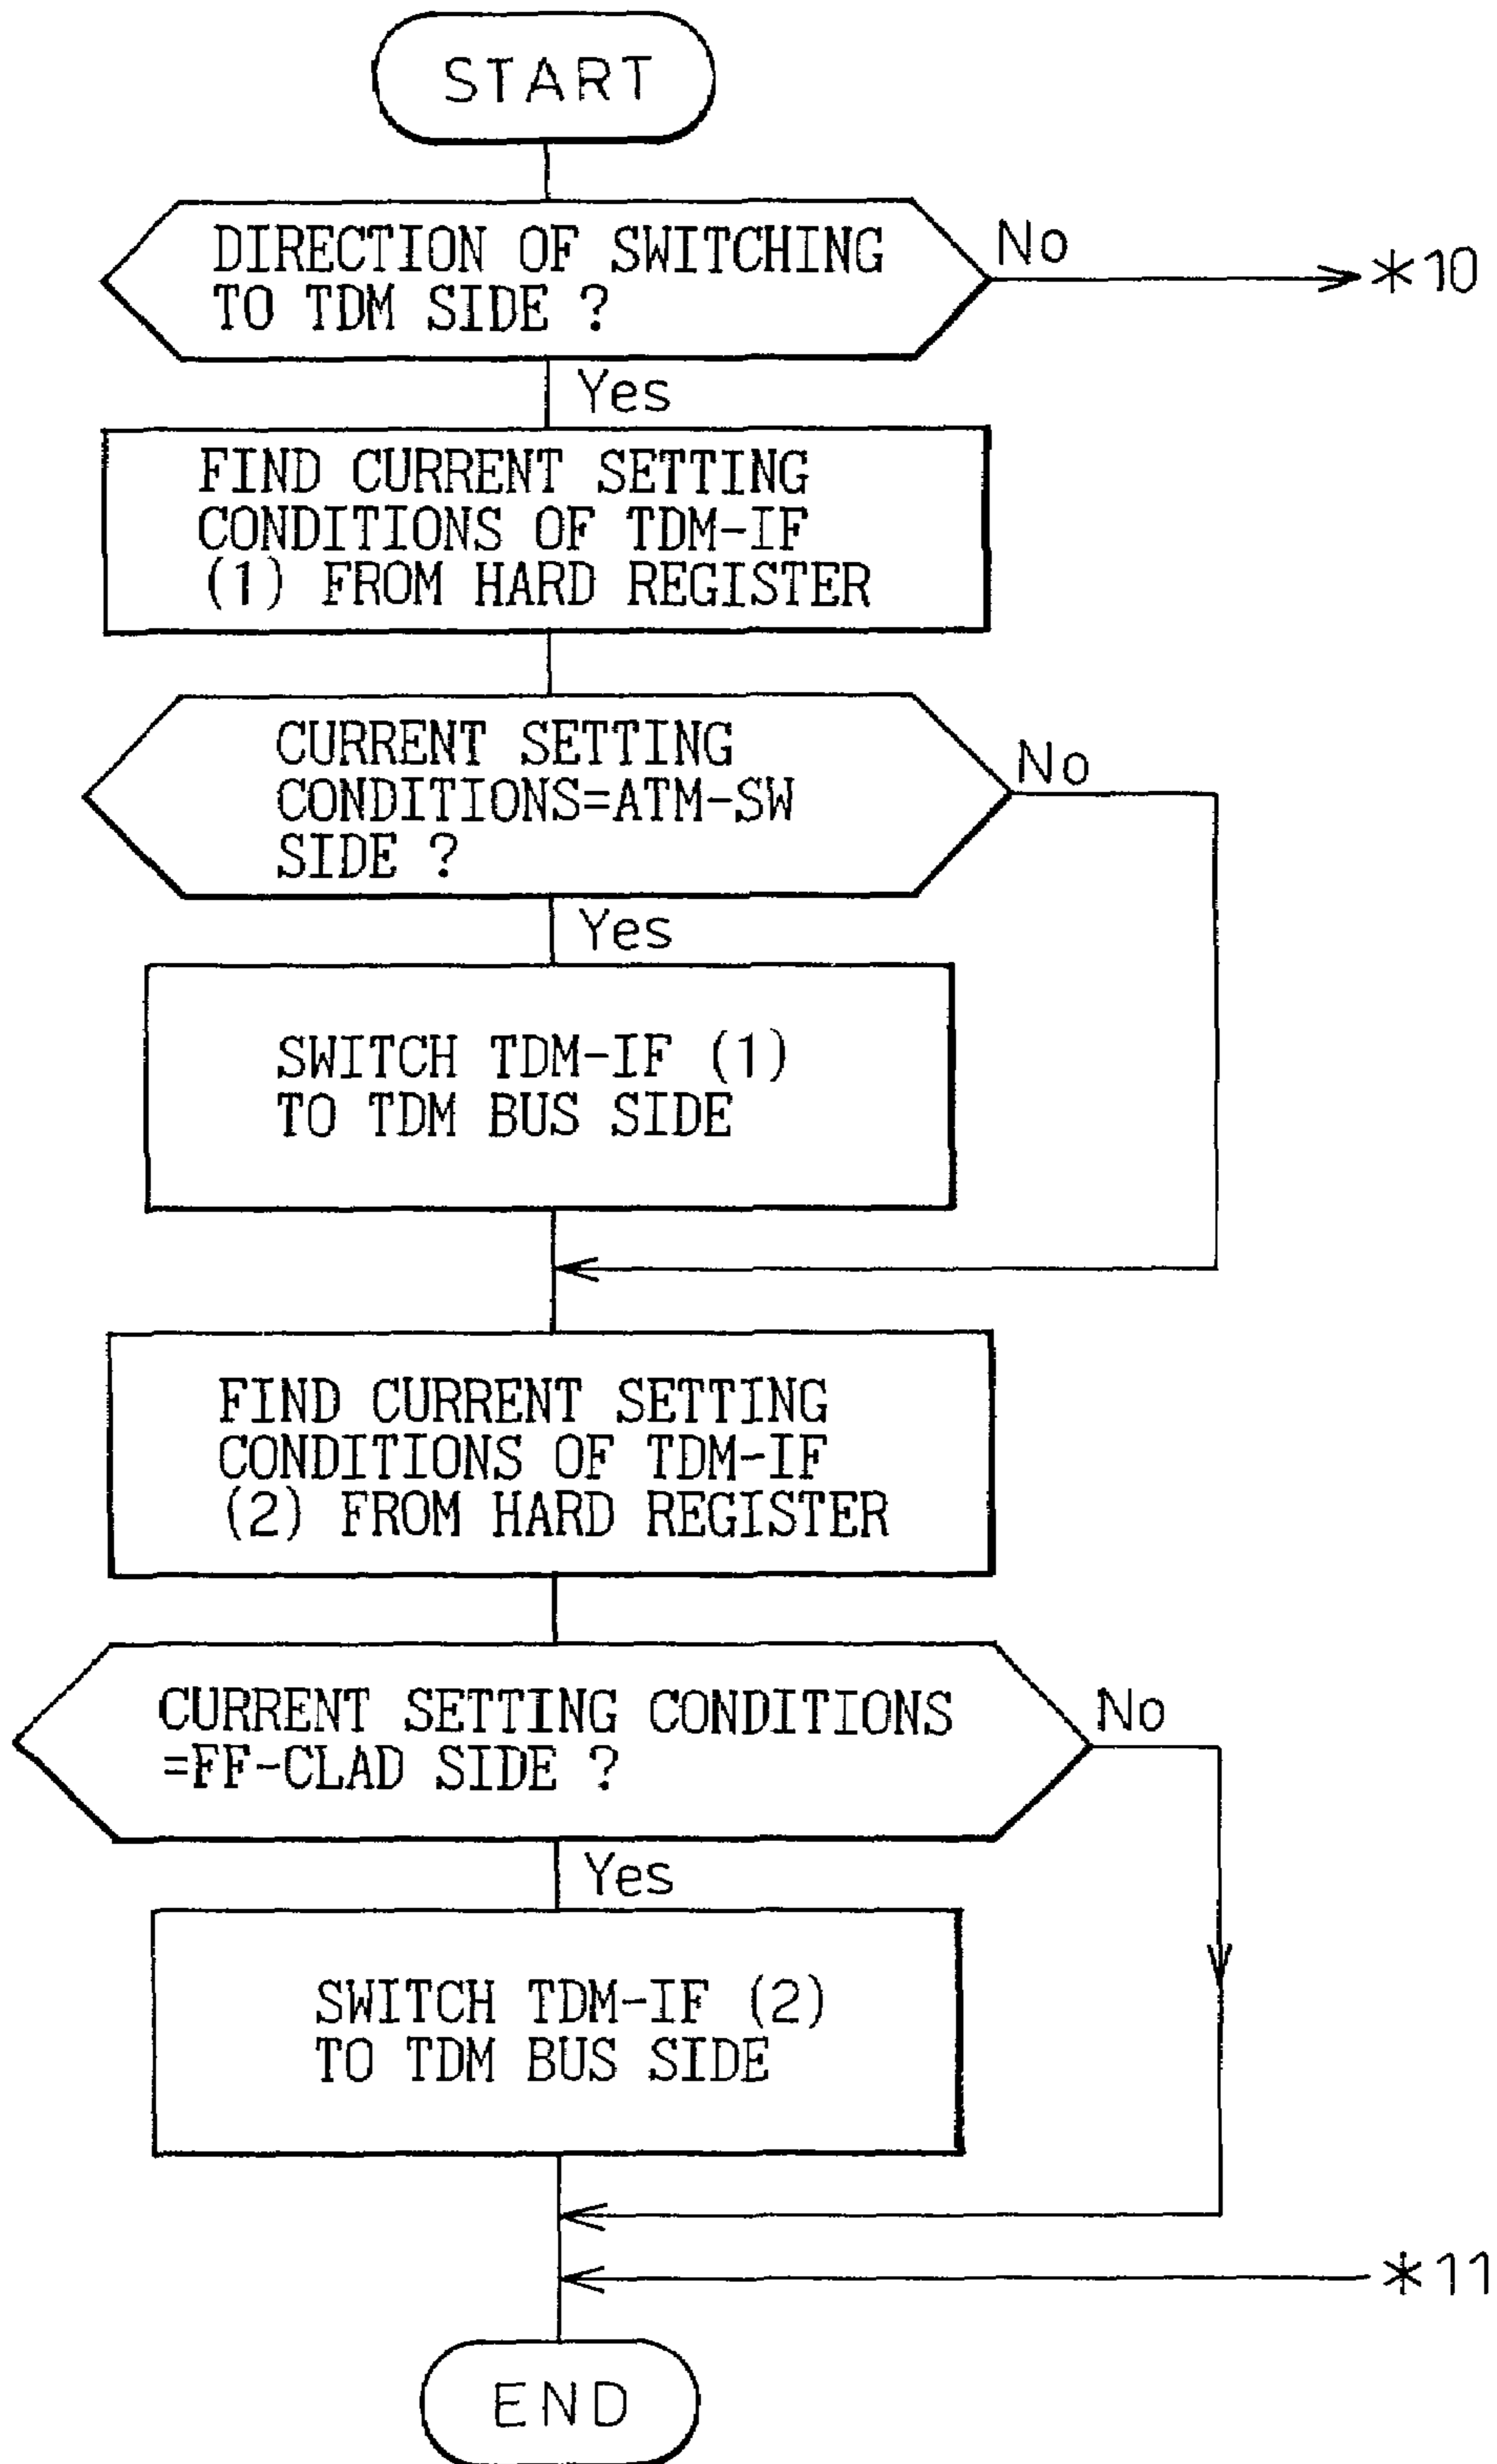 START
DIRECTION OF SWITCHING
TO TDM SIDE ?
No
*10
Yes
FIND CURRENT SETTING
CONDITIONS OF TDM-IF
(1) FROM HARD REGISTER
CURRENT SETTING
CONDITIONS=ATM-SW
SIDE ?
No
Yes
SWITCH TDM-IF (1)
TO TDM BUS SIDE
FIND CURRENT SETTING
CONDITIONS OF TDM-IF
(2) FROM HARD REGISTER
CURRENT SETTING CONDITIONS
=FF-CLAD SIDE ?
No
Yes
SWITCH TDM-IF (2)
TO TDM BUS SIDE
*11
END